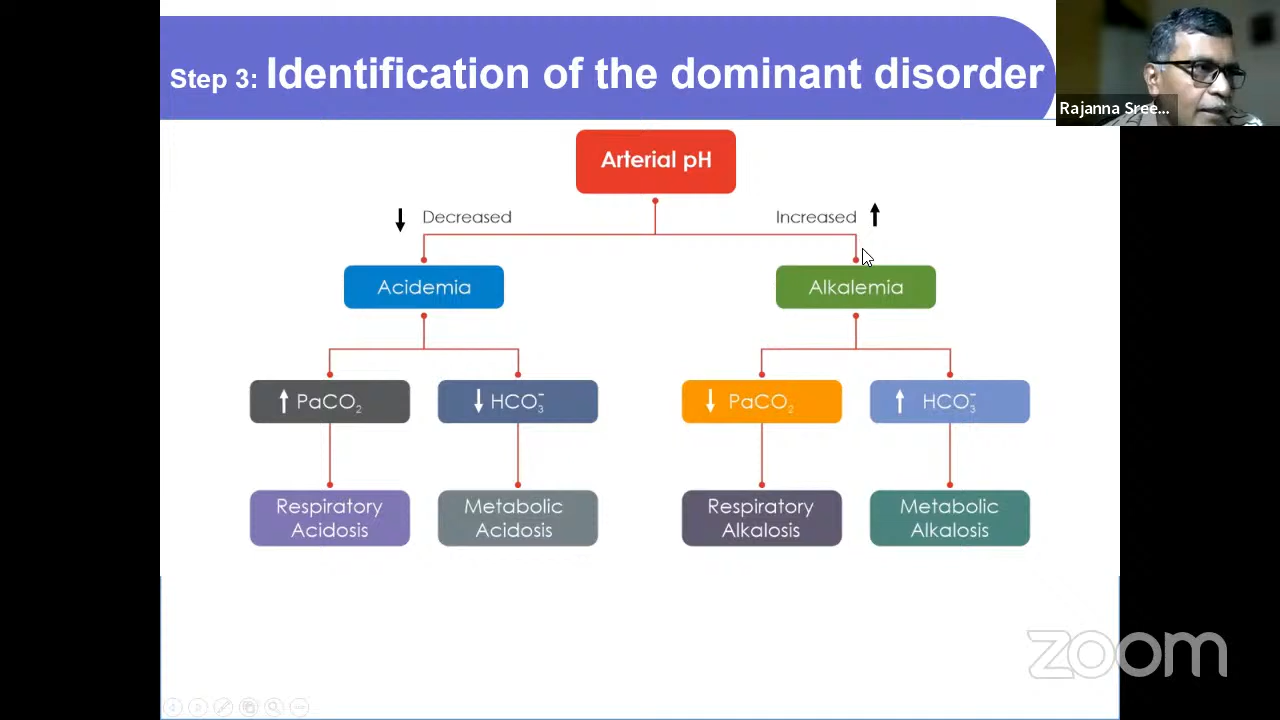 Step 3: Identification of the dominant disorder
Rajanna Sree...
Arterial pH
↓ Decreased
Increased ↑
Acidemia
Alkalemia
↑ PaCO₂
↓ HCO₃⁻
↓ PaCO₂
↑ HCO₃⁻
Respiratory
Acidosis
Metabolic
Acidosis
Respiratory
Alkalosis
Metabolic
Alkalosis
zoom